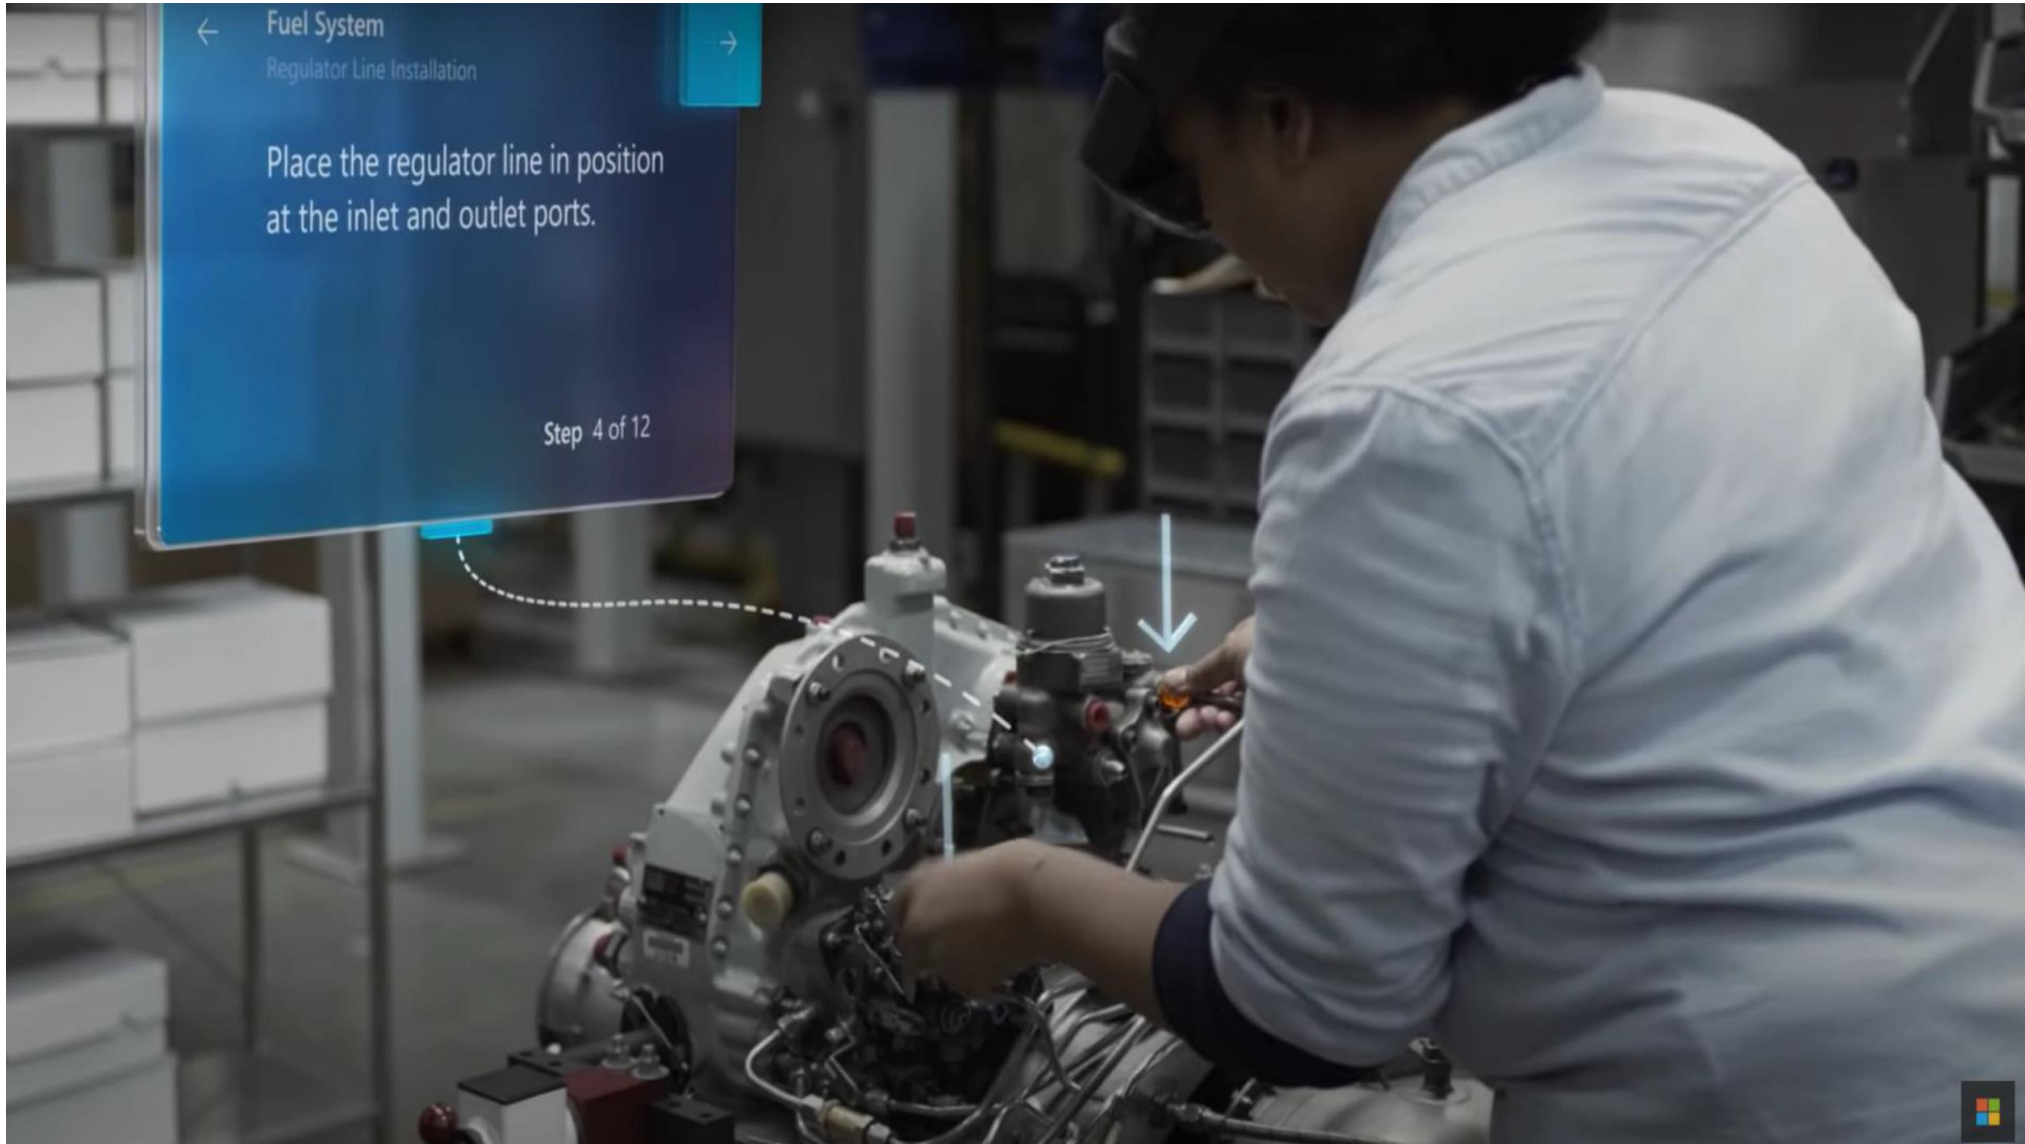 Fuel System
Regulator Line Installation
Place the regulator line in position
at the inlet and outlet ports.
Step 4 of 12